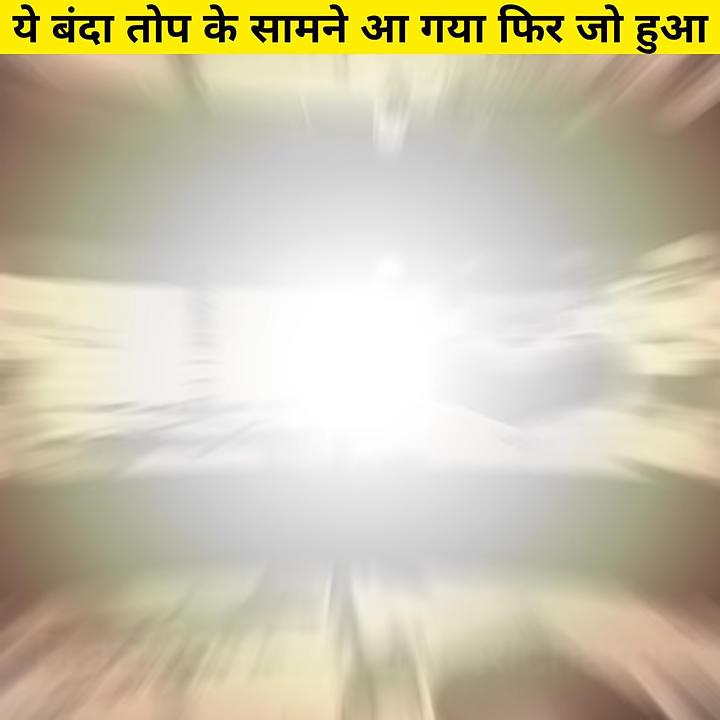 ये बंदा तोप के सामने आ गया फिर जो हुआ